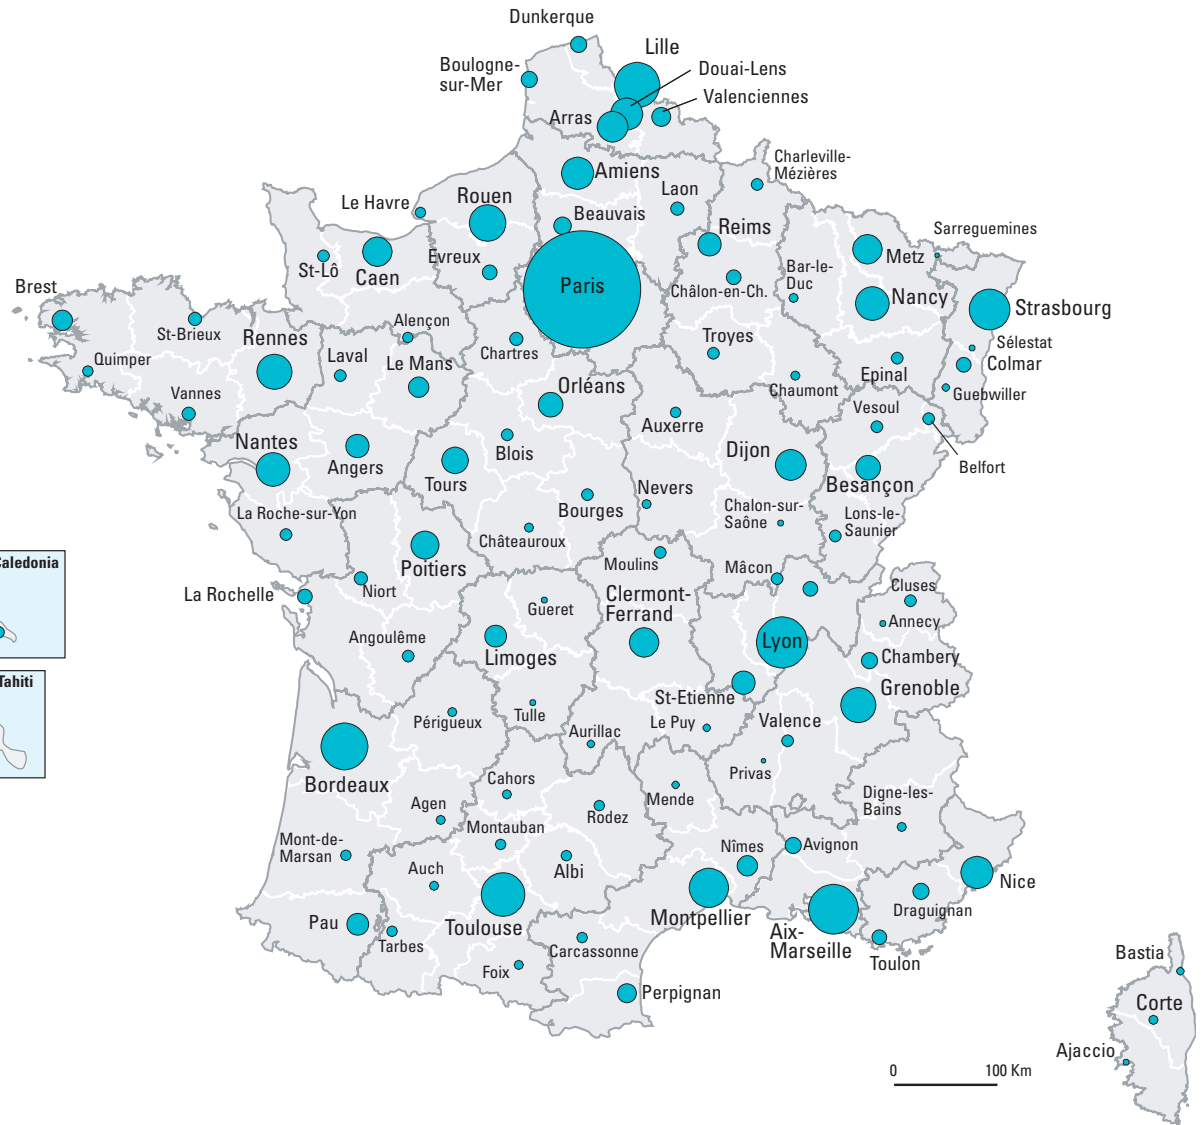 Dunkerque
Lille
Boulogne-
sur-Mer
Douai-Lens
Valenciennes
Arras
Charleville-
Mézières
Amiens
Laon
Le Havre
Rouen
Beauvais
Reims
Sarreguemines
St-Lô
Caen
Evreux
Metz
Bar-le-
Duc
Châlon-en-Ch.
Paris
Brest
Nancy
Strasbourg
St-Brieux
Alençon
Rennes
Chartres
Troyes
Sélestat
Quimper
Laval
Le Mans
Epinal
Colmar
Vannes
Orléans
Chaumont
Guebwiller
Auxerre
Vesoul
Nantes
Blois
Dijon
Angers
Tours
Belfort
Besançon
Nevers
Bourges
Chalon-sur-
Saône
Lons-le-
Saunier
La Roche-sur-Yon
Châteauroux
Caledonia
Poitiers
Moulins
Mâcon
Cluses
La Rochelle
Niort
Gueret
Clermont-
Ferrand
Annecy
Angoulême
Lyon
Limoges
Chambery
Tahiti
St-Etienne
Grenoble
Périgueux
Tulle
Le Puy
Valence
Aurillac
Bordeaux
Cahors
Privas
Mende
Digne-les-
Bains
Agen
Rodez
Montauban
Mont-de-
Marsan
Nîmes
Avignon
Auch
Albi
Nice
Pau
Toulouse
Montpellier
Draguignan
Aix-
Marseille
Tarbes
Carcassonne
Toulon
Foix
Bastia
Perpignan
Corte
Ajaccio
0 100 Km